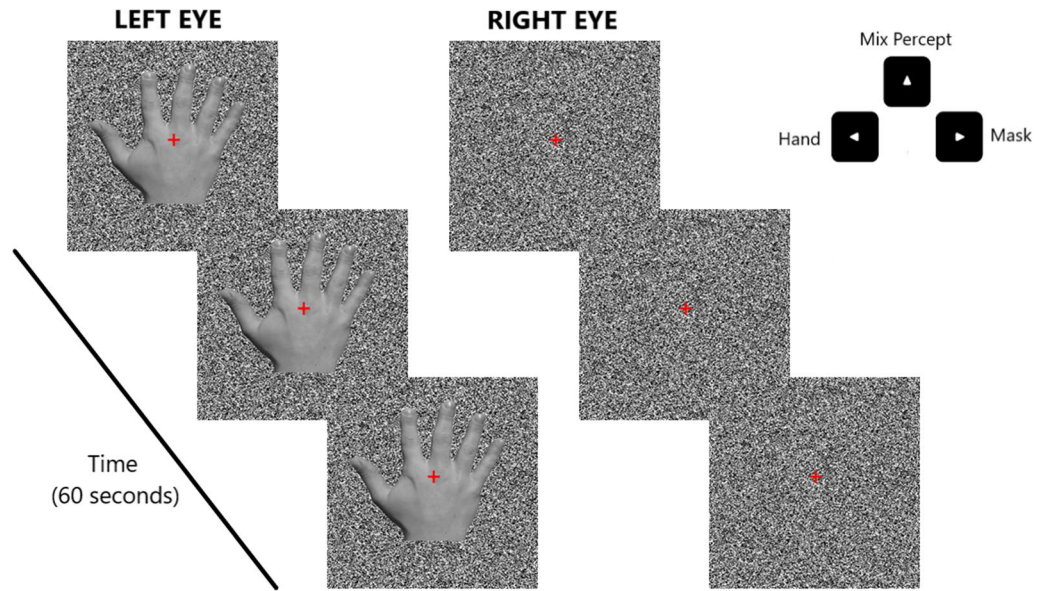 LEFT EYE
RIGHT EYE
Mix Percept
Hand
Mask
Time
(60 seconds)